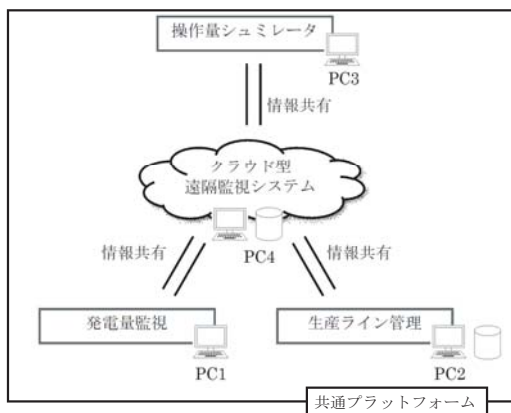 操作量シュミレータ
PC3
情報共有
クラウド型
遠隔監視システム
PC4
情報共有
情報共有
発電量監視
PC1
生産ライン管理
PC2
共通プラットフォーム